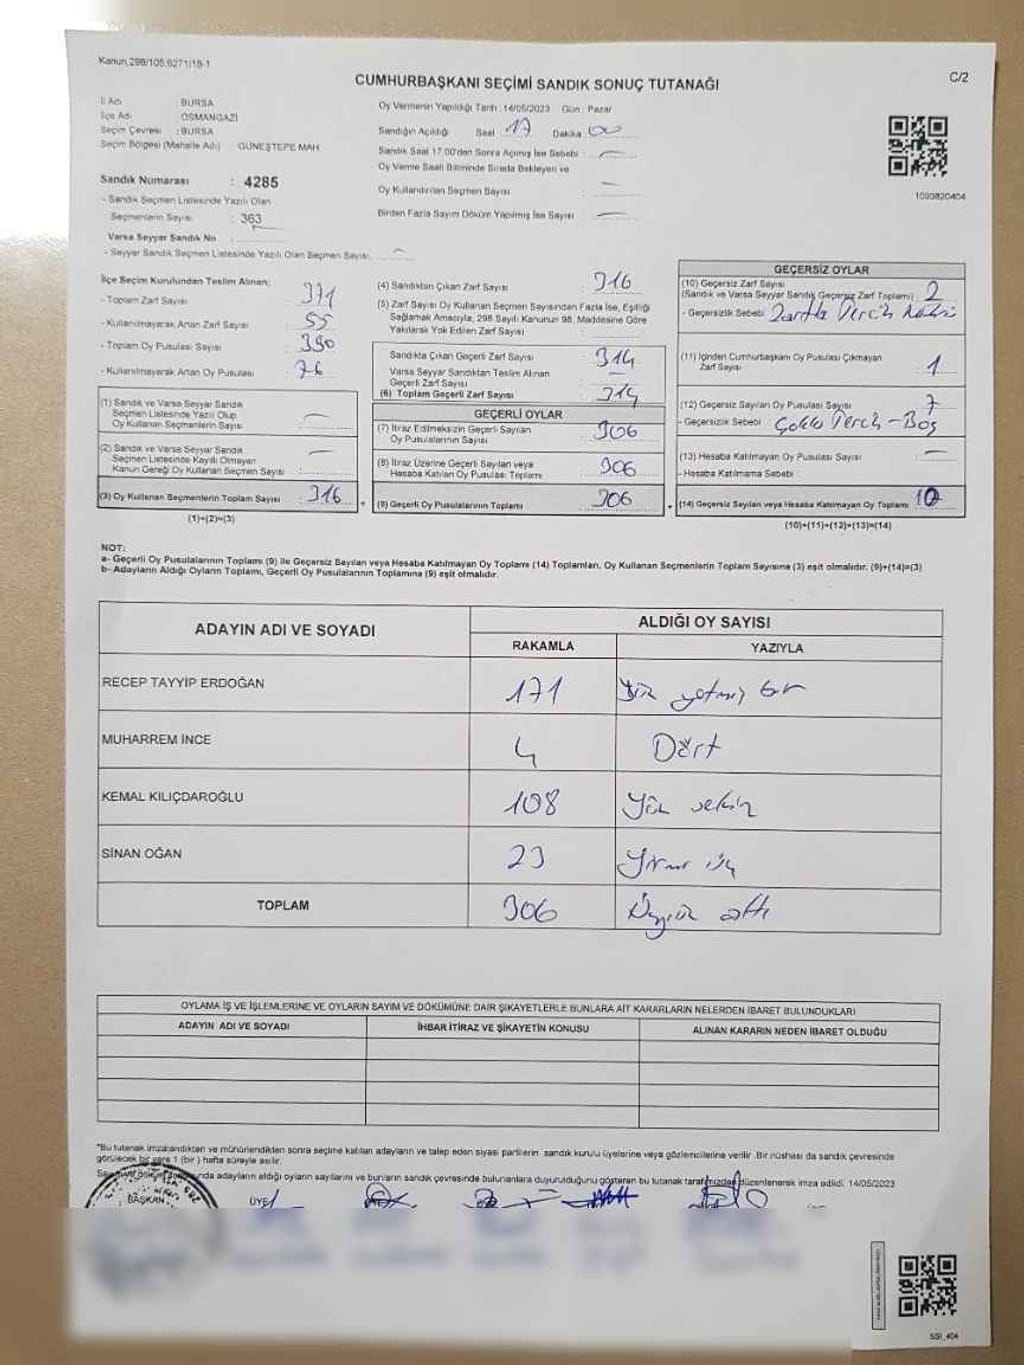 Kanun,298/105,6271/18-1
C/2
CUMHURBAŞKANI SEÇİMİ SANDIK SONUÇ TUTANAĞI
İl Adı BURSA
İlçe Adı OSMANGAZİ
Seçim Çevresi : BURSA
Seçim Bölgesi (Mahalle Adı) GÜNEŞTEPE MAH.
Sandık Numarası : 4285
- Sandık Seçmen Listesinde Yazılı Olan
Seçmenlerin Sayısı : 363
Varsa Seyyar Sandık No :
- Seyyar Sandık Seçmen Listesinde Yazılı Olan Seçmen Sayısı: —
Oy Vermenin Yapıldığı Tarih : 14/05/2023 Gün : Pazar
Sandığın Açıldığı Saat : 17 Dakika : 00
Sandık Saat 17.00'den Sonra Açılmış İse Sebebi : —
Oy Verme Saati Bitiminde Sırada Bekleyen ve
Oy Kullandırılan Seçmen Sayısı : —
Birden Fazla Sayım Döküm Yapılmış İse Sayısı : —
1090820404
İlçe Seçim Kurulundan Teslim Alınan:
- Toplam Zarf Sayısı : 371
- Kullanılmayarak Artan Zarf Sayısı : 55
- Toplam Oy Pusulası Sayısı : 380
- Kullanılmayarak Artan Oy Pusulası : 76
(1) Sandık ve Varsa Seyyar Sandık
Seçmen Listesinde Yazılı Olup
Oy Kullanan Seçmenlerin Sayısı : —
(2) Sandık ve Varsa Seyyar Sandık
Seçmen Listesinde Kayıtlı Olmayan
Kanun Gereği Oy Kullanan Seçmen Sayısı : —
(3) Oy Kullanan Seçmenlerin Toplam Sayısı : 316
(1)+(2)=(3)
(4) Sandıktan Çıkan Zarf Sayısı : 316
(5) Zarf Sayısı Oy Kullanan Seçmen Sayısından Fazla İse, Eşitliği
Sağlamak Amacıyla, 298 Sayılı Kanunun 98. Maddesine Göre
Yakılarak Yok Edilen Zarf Sayısı :
Sandıkta Çıkan Geçerli Zarf Sayısı : 314
Varsa Seyyar Sandıktan Teslim Alınan
Geçerli Zarf Sayısı : —
(6) Toplam Geçerli Zarf Sayısı : 314
GEÇERLİ OYLAR
(7) İtiraz Edilmeksizin Geçerli Sayılan
Oy Pusulalarının Sayısı : 306
(8) İtiraz Üzerine Geçerli Sayılan veya
Hesaba Katılan Oy Pusulası Toplamı : 306
(9) Geçerli Oy Pusulalarının Toplamı : 306
GEÇERSİZ OYLAR
(10) Geçersiz Zarf Sayısı
(Sandık ve Varsa Seyyar Sandık Geçersiz Zarf Toplamı) : 2
- Geçersizlik Sebebi : Zarfta Tercih
(11) İçinden Cumhurbaşkanı Oy Pusulası Çıkmayan
Zarf Sayısı : 1
(12) Geçersiz Sayılan Oy Pusulası Sayısı : 7
- Geçersizlik Sebebi : Çoklu Tercih - Boş
(13) Hesaba Katılmayan Oy Pusulası Sayısı : —
- Hesaba Katılmama Sebebi :
(14) Geçersiz Sayılan veya Hesaba Katılmayan Oy Toplamı : 10
(10)+(11)+(12)+(13)=(14)
NOT:
a- Geçerli Oy Pusulalarının Toplamı (9) ile Geçersiz Sayılan veya Hesaba Katılmayan Oy Toplamı (14) Toplamları, Oy Kullanan Seçmenlerin Toplam Sayısına (3) eşit olmalıdır. (9)+(14)=(3)
b- Adayların Aldığı Oyların Toplamı, Geçerli Oy Pusulalarının Toplamına (9) eşit olmalıdır.
ADAYIN ADI VE SOYADI ALDIĞI OY SAYISI
RAKAMLA YAZIYLA
RECEP TAYYİP ERDOĞAN 171 Yüz yetmiş bir
MUHARREM İNCE 4 Dört
KEMAL KILIÇDAROĞLU 108 Yüz sekiz
SİNAN OĞAN 23 Yirmi üç
TOPLAM 306 Üçyüz altı
OYLAMA İŞ VE İŞLEMLERİNE VE OYLARIN SAYIM VE DÖKÜMÜNE DAİR ŞİKAYETLERLE BUNLARA AİT KARARLARIN NELERDEN İBARET BULUNDUKLARI
ADAYIN ADI VE SOYADI İHBAR İTİRAZ VE ŞİKAYETİN KONUSU ALINAN KARARIN NEDEN İBARET OLDUĞU
*Bu tutanak imzalandıktan ve mühürlendikten sonra seçime katılan adayların ve talep eden siyasi partilerin sandık kurulu üyelerine veya gözlemcilerine verilir. Bir nüshası da sandık çevresinde
görülecek bir yere 1 (bir) hafta süreyle asılır.
adayların aldığı oyların sayılarını ve bunların sandık çevresinde bulunanlara duyurulduğunu gösteren bu tutanak tarafımızdan düzenlenerek imza edildi. 14/05/2023
BAŞKAN ÜYE
SSI_404